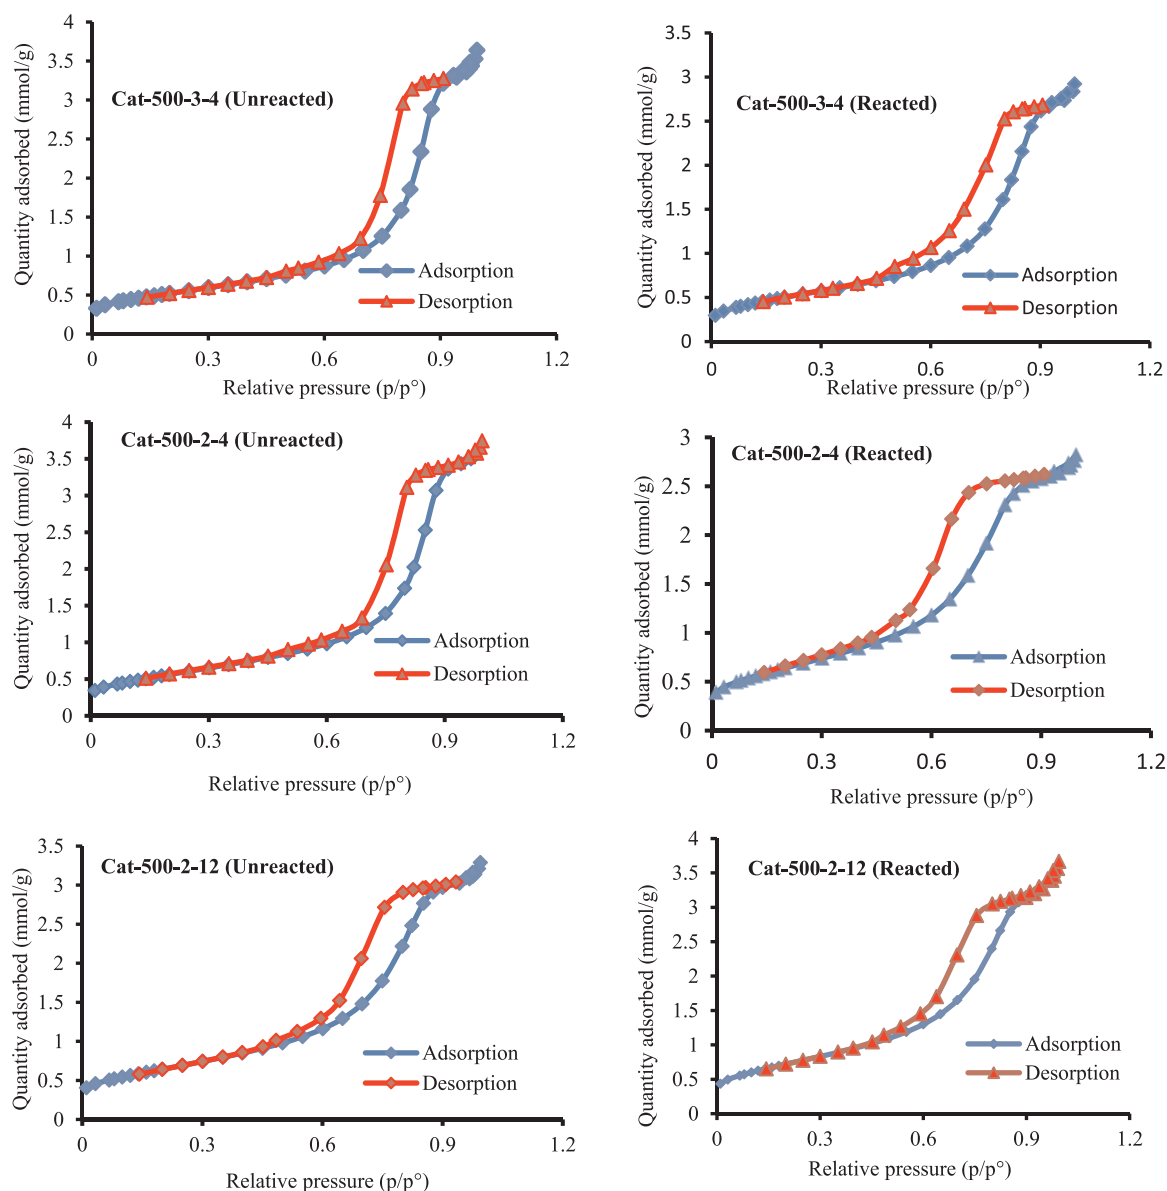 4
3.5
3
2.5
2
1.5
1
0.5
0
Quantity adsorbed (mmol/g)
Cat-500-3-4 (Unreacted)
Adsorption
Desorption
0 0.3 0.6 0.9 1.2
Relative pressure (p/p°)
3.5
3
2.5
2
1.5
1
0.5
0
Quantity adsorbed (mmol/g)
Cat-500-3-4 (Reacted)
Adsorption
Desorption
0 0.3 0.6 0.9 1.2
Relative pressure (p/p°)
4
3.5
3
2.5
2
1.5
1
0.5
0
Quantity adsorbed (mmol/g)
Cat-500-2-4 (Unreacted)
Adsorption
Desorption
0 0.3 0.6 0.9 1.2
Relative pressure (p/p°)
3
2.5
2
1.5
1
0.5
0
Quantity adsorbed (mmol/g)
Cat-500-2-4 (Reacted)
Adsorption
Desorption
0 0.3 0.6 0.9 1.2
Relative pressure (p/p°)
3.5
3
2.5
2
1.5
1
0.5
0
Quantity adsorbed (mmol/g)
Cat-500-2-12 (Unreacted)
Adsorption
Desorption
0 0.3 0.6 0.9 1.2
Relative pressure (p/p°)
4
3.5
3
2.5
2
1.5
1
0.5
0
Quantity adsorbed (mmol/g)
Cat-500-2-12 (Reacted)
Adsorption
Desorption
0 0.3 0.6 0.9 1.2
Relative pressure (p/p°)